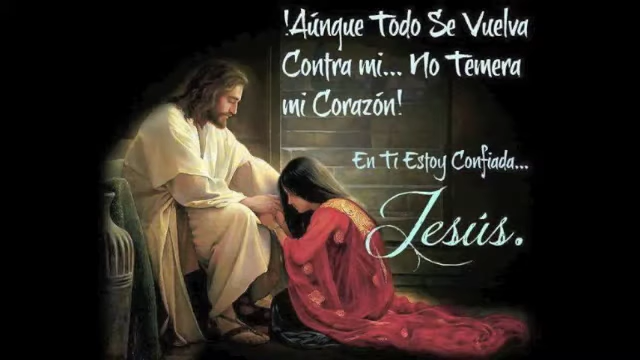 !Aúnque Todo Se Vuelva
Contra mi... No Temera
mi Corazón!
En Ti Estoy Confiada...
Jesús.